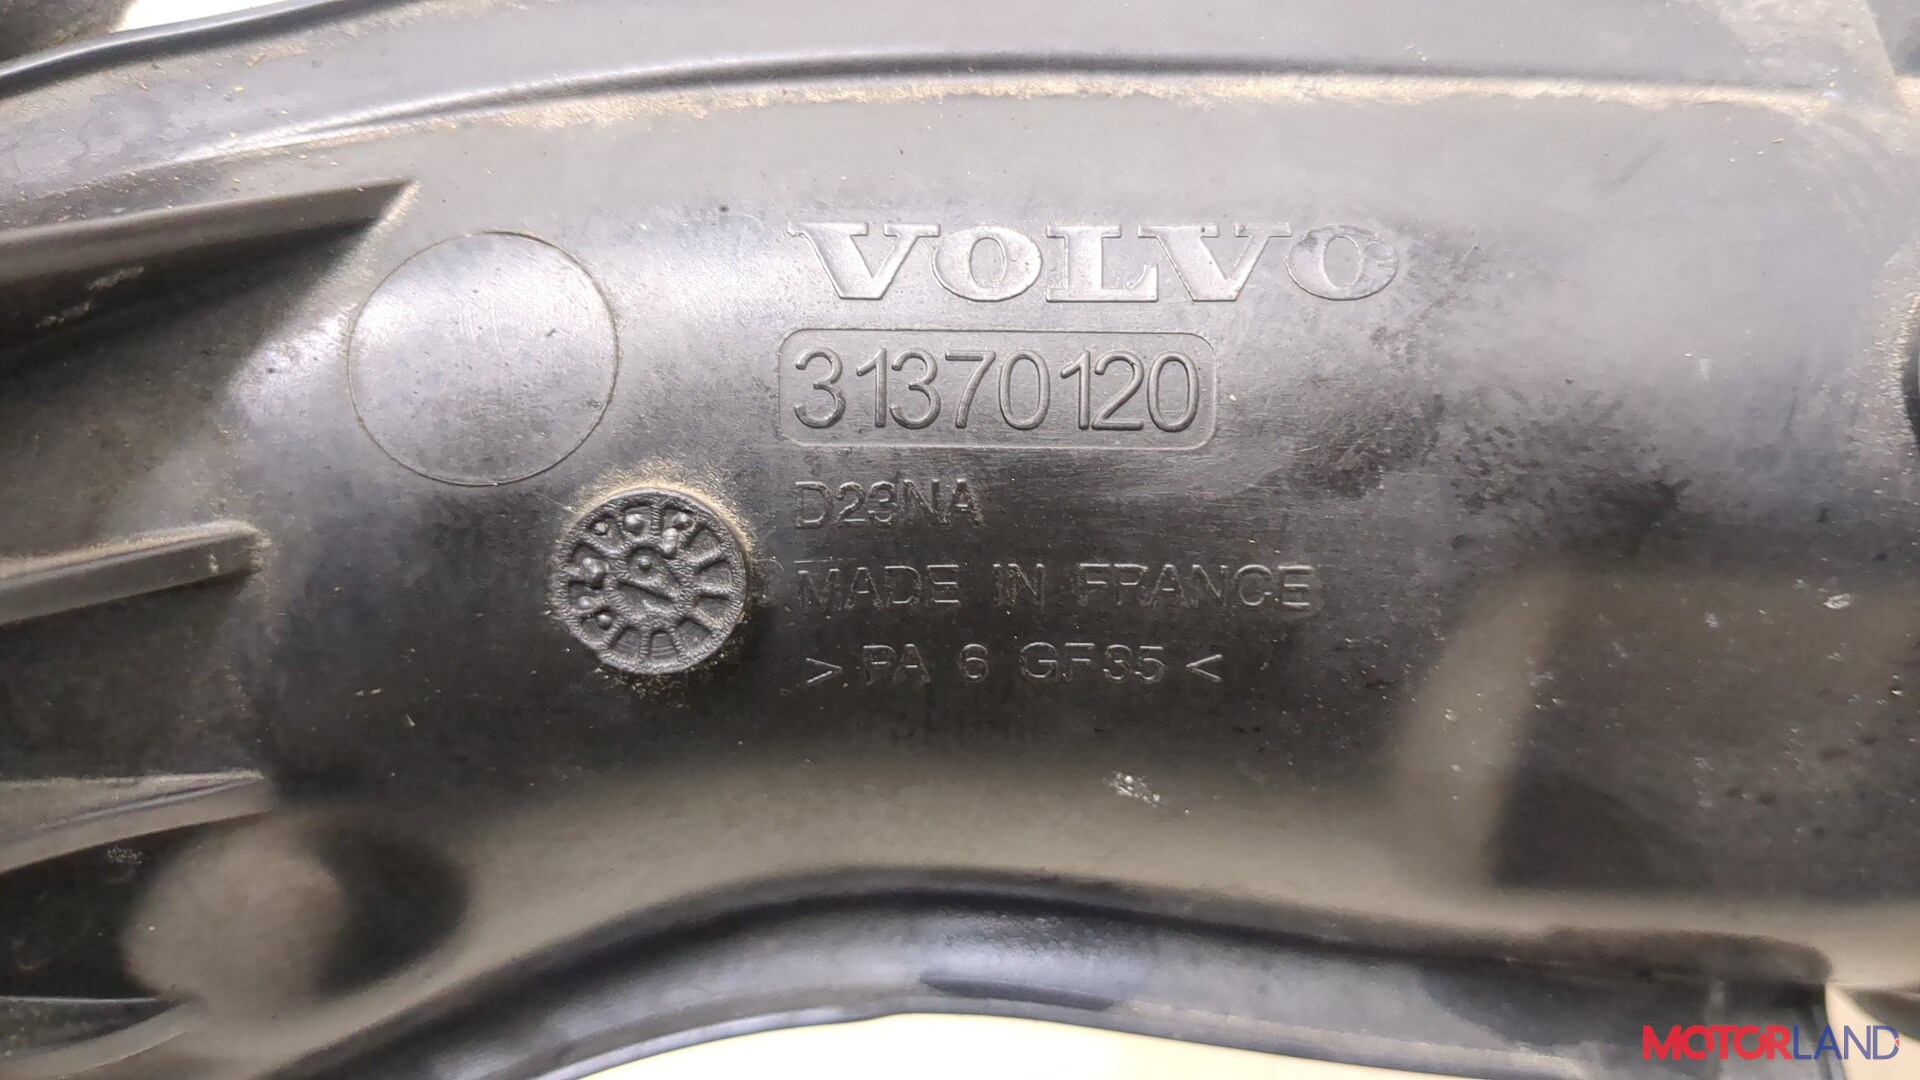 VOLVO
31370120
D23NA
MADE IN FRANCE
> PA 6 GF35 <
MOTORLAND